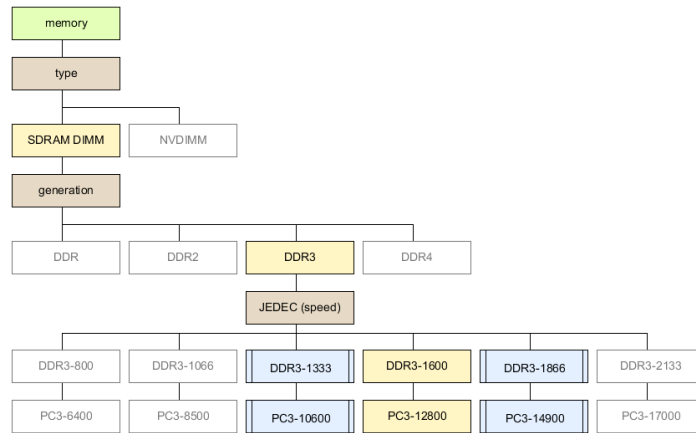 memory
type
SDRAM DIMM NVDIMM
generation
DDR DDR2 DDR3 DDR4
JEDEC (speed)
DDR3-800 DDR3-1066 DDR3-1333 DDR3-1600 DDR3-1866 DDR3-2133
PC3-6400 PC3-8500 PC3-10600 PC3-12800 PC3-14900 PC3-17000